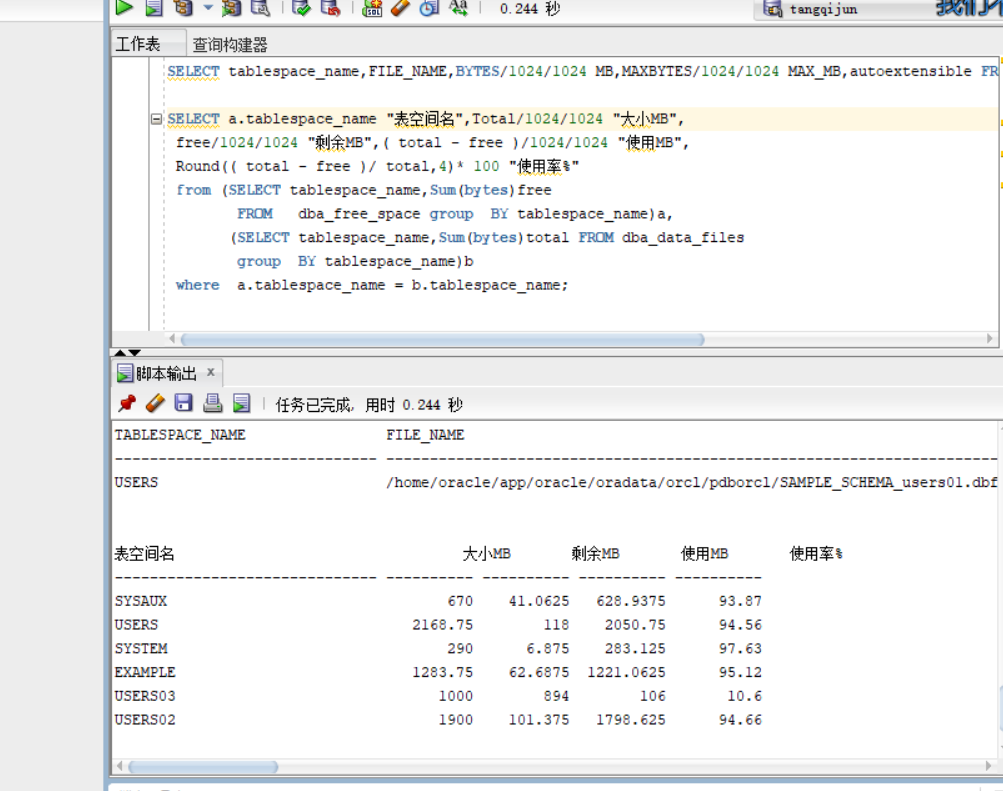 0.244 秒
tangqijun
工作表 查询构建器
SELECT tablespace_name,FILE_NAME,BYTES/1024/1024 MB,MAXBYTES/1024/1024 MAX_MB,autoextensible FR
SELECT a.tablespace_name "表空间名",Total/1024/1024 "大小MB",
free/1024/1024 "剩余MB",( total - free )/1024/1024 "使用MB",
Round(( total - free )/ total,4)* 100 "使用率%"
from (SELECT tablespace_name,Sum(bytes)free
FROM dba_free_space group BY tablespace_name)a,
(SELECT tablespace_name,Sum(bytes)total FROM dba_data_files
group BY tablespace_name)b
where a.tablespace_name = b.tablespace_name;
脚本输出 x
任务已完成, 用时 0.244 秒
TABLESPACE_NAME FILE_NAME
------------------------------ ----------------------------------------------------------------------
USERS /home/oracle/app/oracle/oradata/orcl/pdborcl/SAMPLE_SCHEMA_users01.dbf
表空间名 大小MB 剩余MB 使用MB 使用率%
------------------------------ ---------- ---------- ---------- ----------
SYSAUX 670 41.0625 628.9375 93.87
USERS 2168.75 118 2050.75 94.56
SYSTEM 290 6.875 283.125 97.63
EXAMPLE 1283.75 62.6875 1221.0625 95.12
USERS03 1000 894 106 10.6
USERS02 1900 101.375 1798.625 94.66